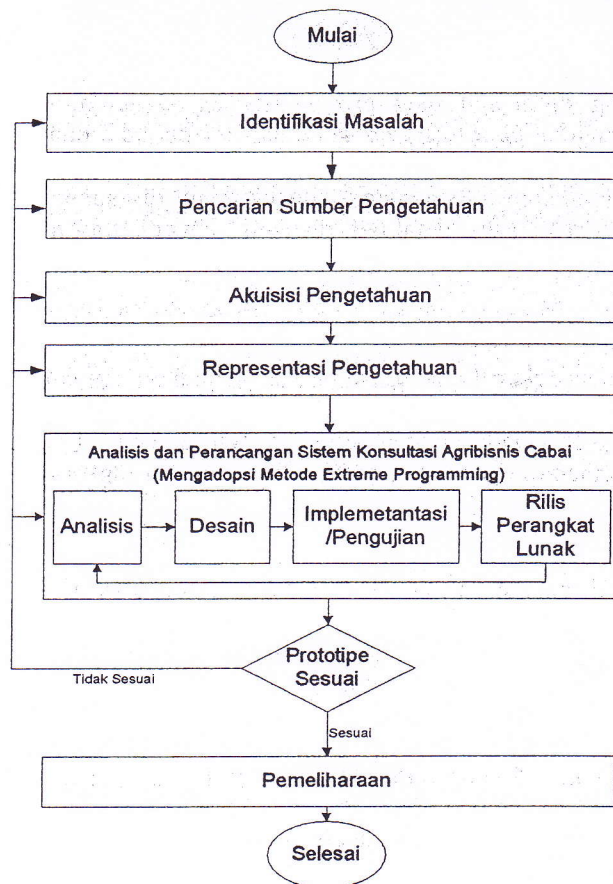 Mulai
Identifikasi Masalah
Pencarian Sumber Pengetahuan
Akuisisi Pengetahuan
Representasi Pengetahuan
Analisis dan Perancangan Sistem Konsultasi Agribisnis Cabai
(Mengadopsi Metode Extreme Programming)
Analisis
Desain
Implemetantasi
/Pengujian
Rilis
Perangkat
Lunak
Prototipe
Sesuai
Tidak Sesuai
Sesuai
Pemeliharaan
Selesai